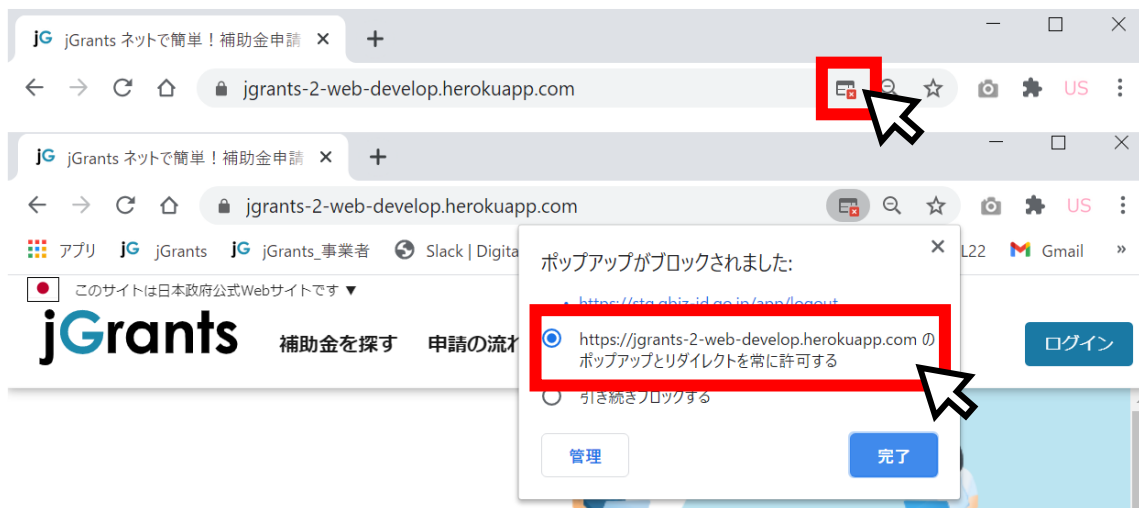 jG jGrants ネットで簡単！補助金申請
jgrants-2-web-develop.herokuapp.com
US
jG jGrants ネットで簡単！補助金申請
jgrants-2-web-develop.herokuapp.com
US
アプリ jG jGrants jG jGrants_事業者 Slack | Digita L22 Gmail »
このサイトは日本政府公式Webサイトです ▼
jGrants 補助金を探す 申請の流れ ログイン
ポップアップがブロックされました:
• https://stg.gbiz-id.go.jp/app/logout
https://jgrants-2-web-develop.herokuapp.com の
ポップアップとリダイレクトを常に許可する
引き続きブロックする
管理 完了